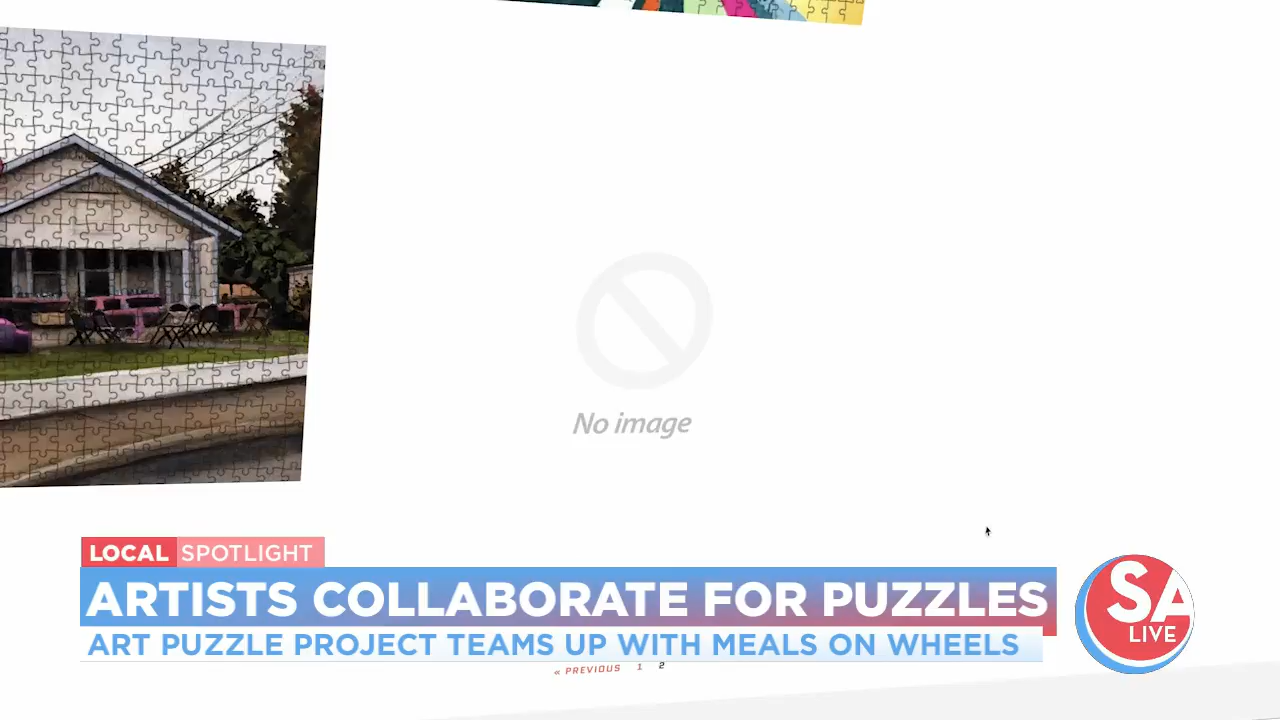 No image
LOCAL SPOTLIGHT
ARTISTS COLLABORATE FOR PUZZLES
ART PUZZLE PROJECT TEAMS UP WITH MEALS ON WHEELS
SA
LIVE
« PREVIOUS 1 2